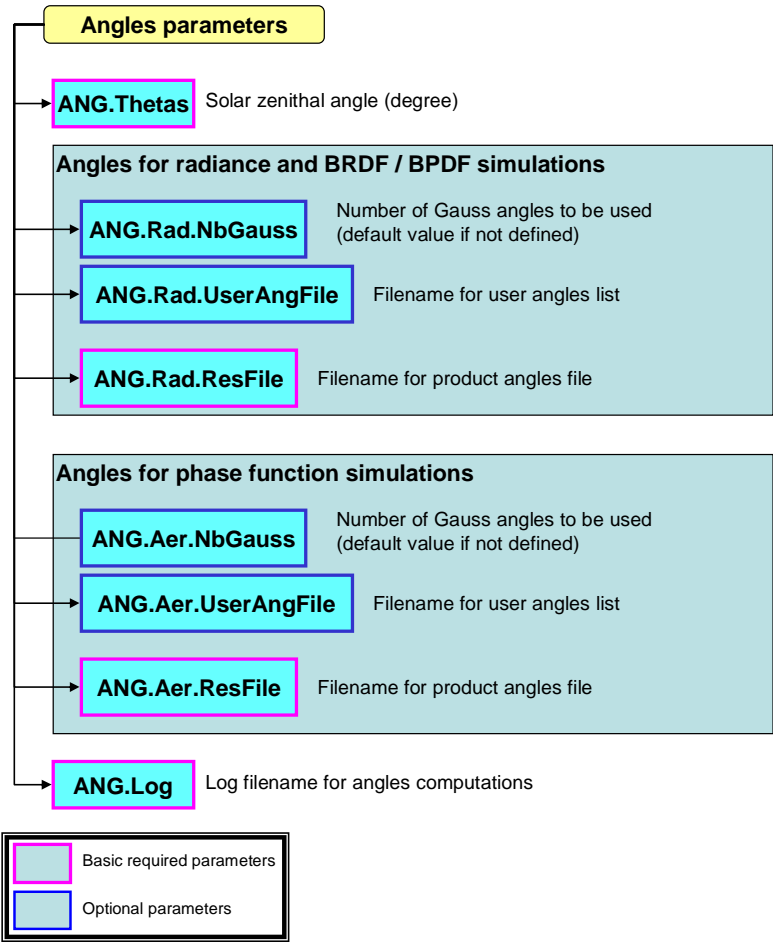 Angles parameters
ANG.Thetas
Solar zenithal angle (degree)
Angles for radiance and BRDF / BPDF simulations
ANG.Rad.NbGauss
Number of Gauss angles to be used
(default value if not defined)
ANG.Rad.UserAngFile
Filename for user angles list
ANG.Rad.ResFile
Filename for product angles file
Angles for phase function simulations
ANG.Aer.NbGauss
Number of Gauss angles to be used
(default value if not defined)
ANG.Aer.UserAngFile
Filename for user angles list
ANG.Aer.ResFile
Filename for product angles file
ANG.Log
Log filename for angles computations
Basic required parameters
Optional parameters